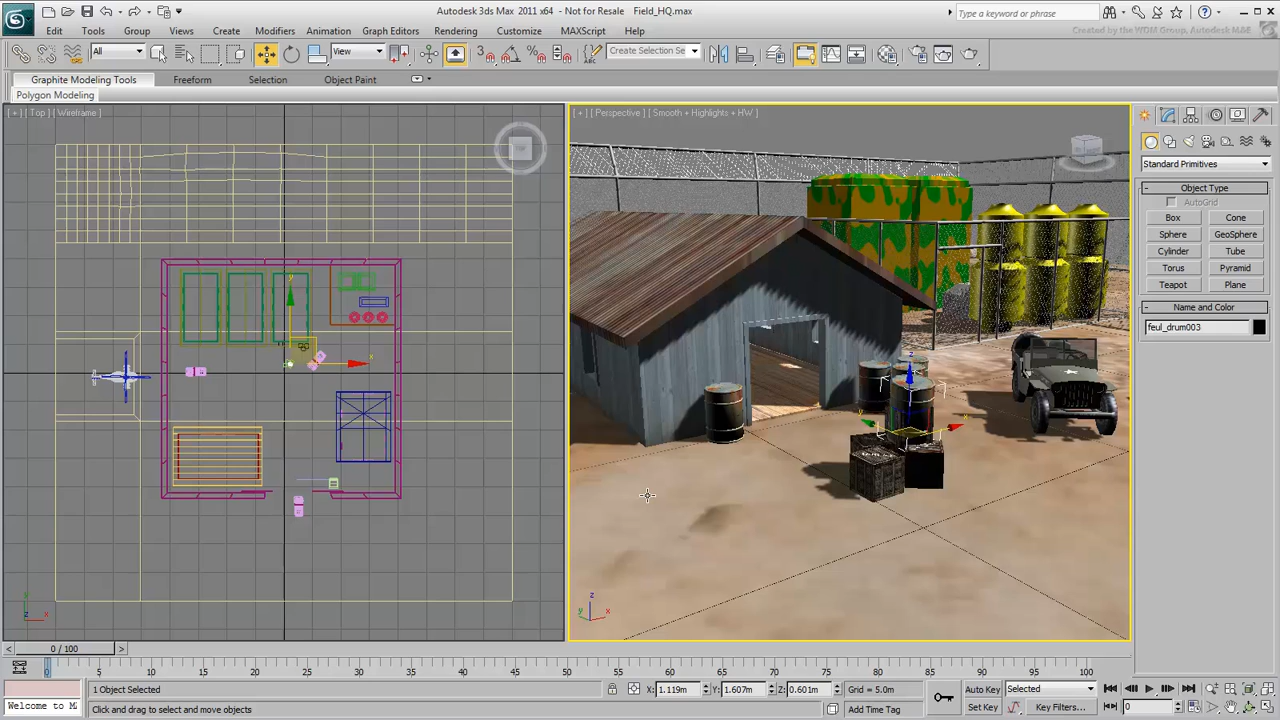 Autodesk 3ds Max 2011 x64 - Not for Resale Field_HQ.max
Type a keyword or phrase
Edit Tools Group Views Create Modifiers Animation Graph Editors Rendering Customize MAXScript Help
Created by the WDM Group, Autodesk M&E
All
View
Create Selection Se
Graphite Modeling Tools Freeform Selection Object Paint
Polygon Modeling
[ + ] [ Top ] [ Wireframe ]
[ + ] [ Perspective ] [ Smooth + Highlights + HW ]
Standard Primitives
- Object Type
AutoGrid
Box Cone
Sphere GeoSphere
Cylinder Tube
Torus Pyramid
Teapot Plane
- Name and Color
feul_drum003
x
y
z
x
y
z
x
z
x
y
z
x
< 0 / 100 >
0 5 10 15 20 25 30 35 40 45 50 55 60 65 70 75 80 85 90 95 100
1 Object Selected
X: 1.119m Y: 1.607m Z: 0.601m Grid = 5.0m
Auto Key Selected
Welcome to M
Click and drag to select and move objects
Add Time Tag
Set Key Key Filters... 0